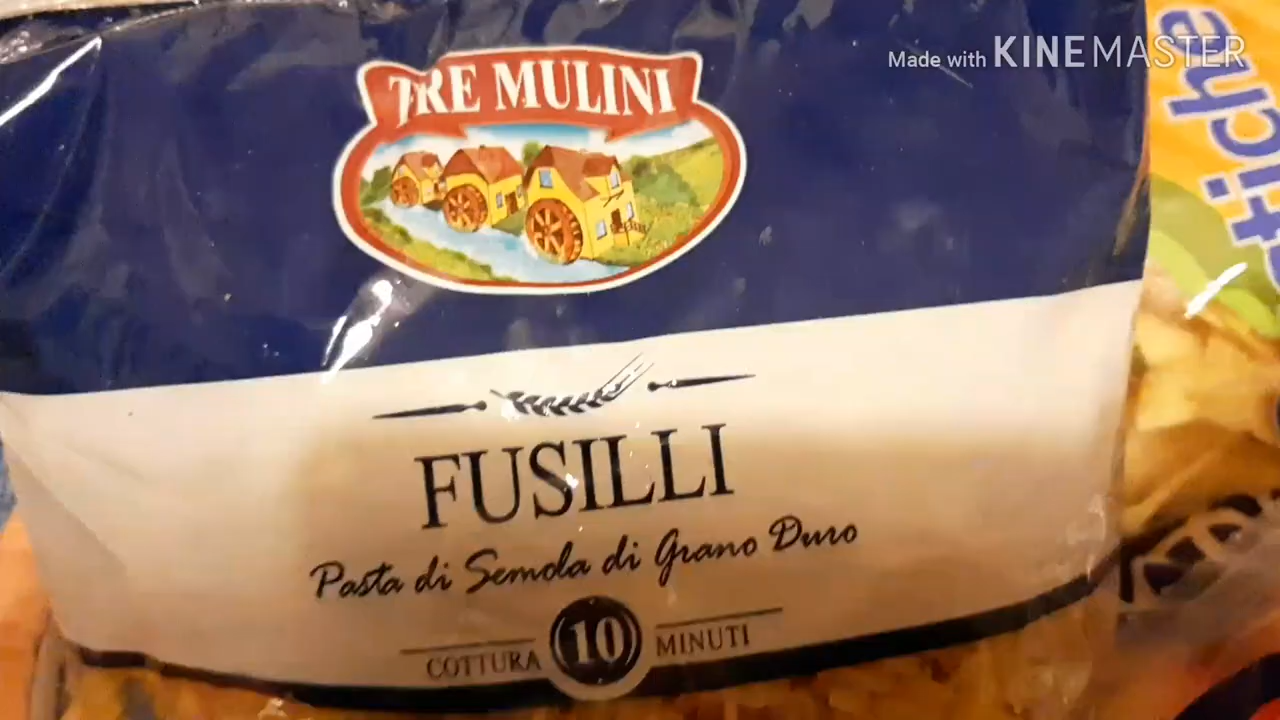 Made with KINEMASTER
TRE MULINI
FUSILLI
Pasta di Semola di Grano Duro
COTTURA 10 MINUTI